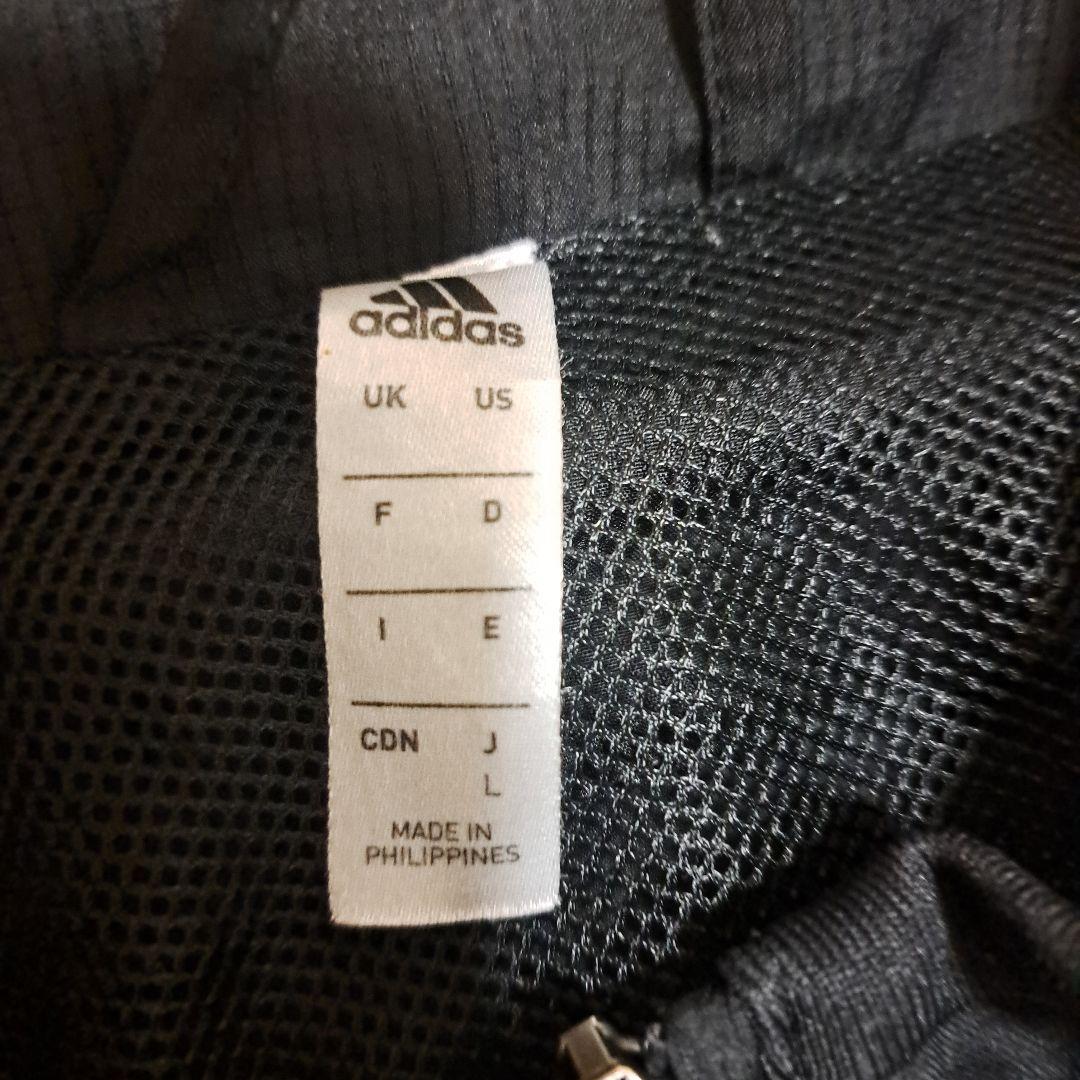 adidas
UK US
F D
I E
CDN J
L
MADE IN
PHILIPPINES